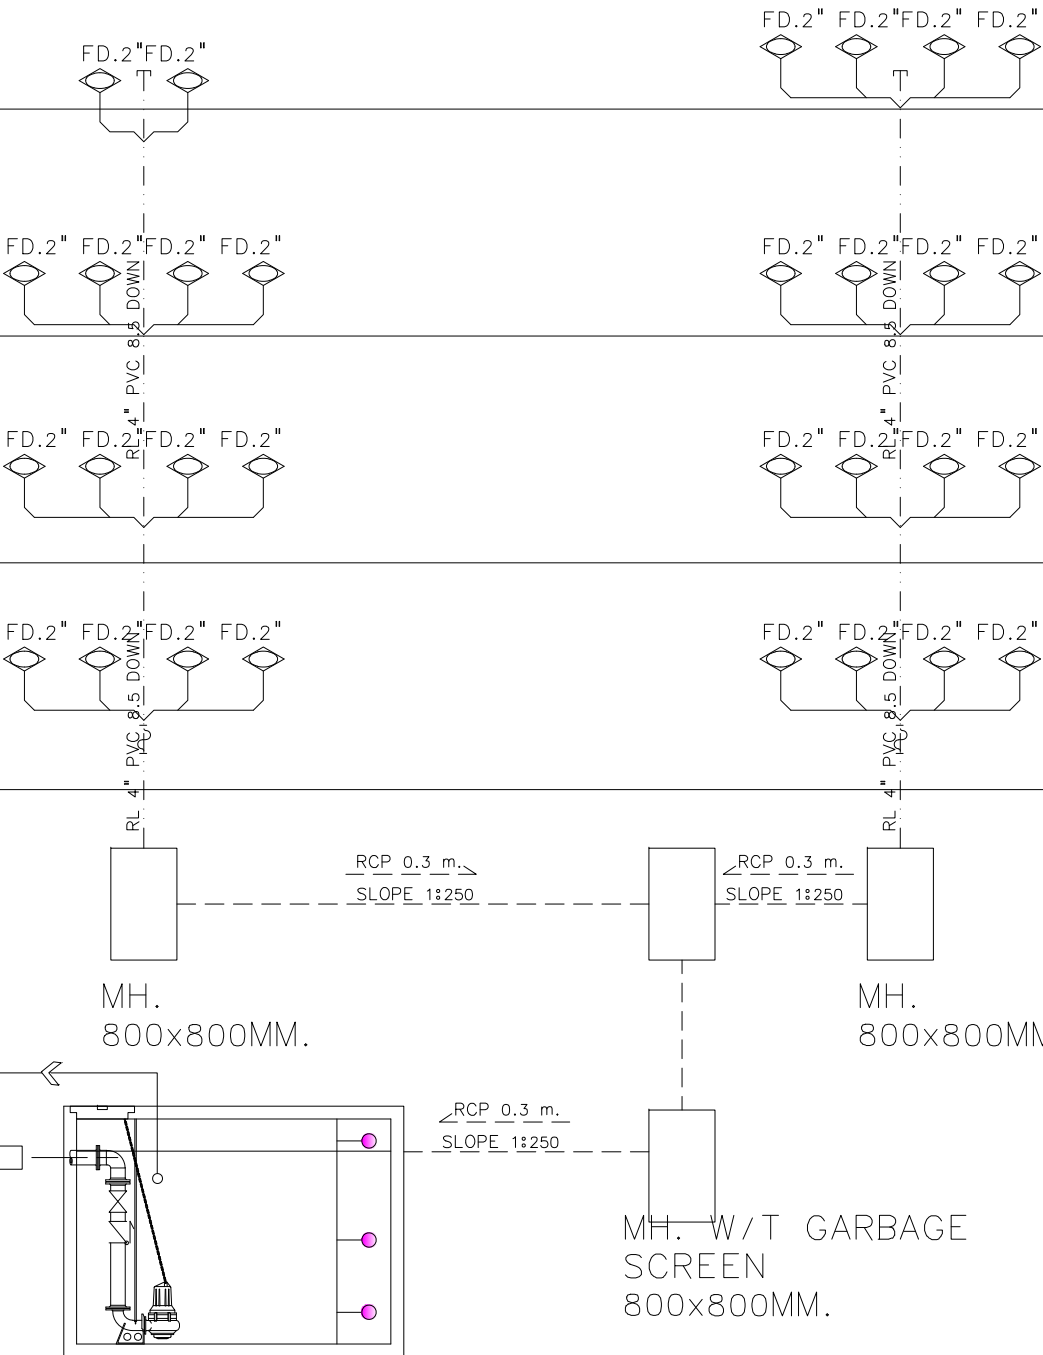 FD.2" FD.2" FD.2" FD.2"
FD.2" FD.2"
FD.2" FD.2" FD.2" FD.2" FD.2" FD.2" FD.2" FD.2"
RL 4" PVC 8.5 DOWN
RL 4" PVC 8.5 DOWN
FD.2" FD.2" FD.2" FD.2" FD.2" FD.2" FD.2" FD.2"
FD.2" FD.2" FD.2" FD.2" FD.2" FD.2" FD.2" FD.2"
RL 4" PVC 8.5 DOWN
RL 4" PVC 8.5 DOWN
RCP 0.3 m.
SLOPE 1:250
RCP 0.3 m.
SLOPE 1:250
MH.
800x800MM.
MH.
800x800MM
RCP 0.3 m.
SLOPE 1:250
MH. W/T GARBAGE
SCREEN
800x800MM.